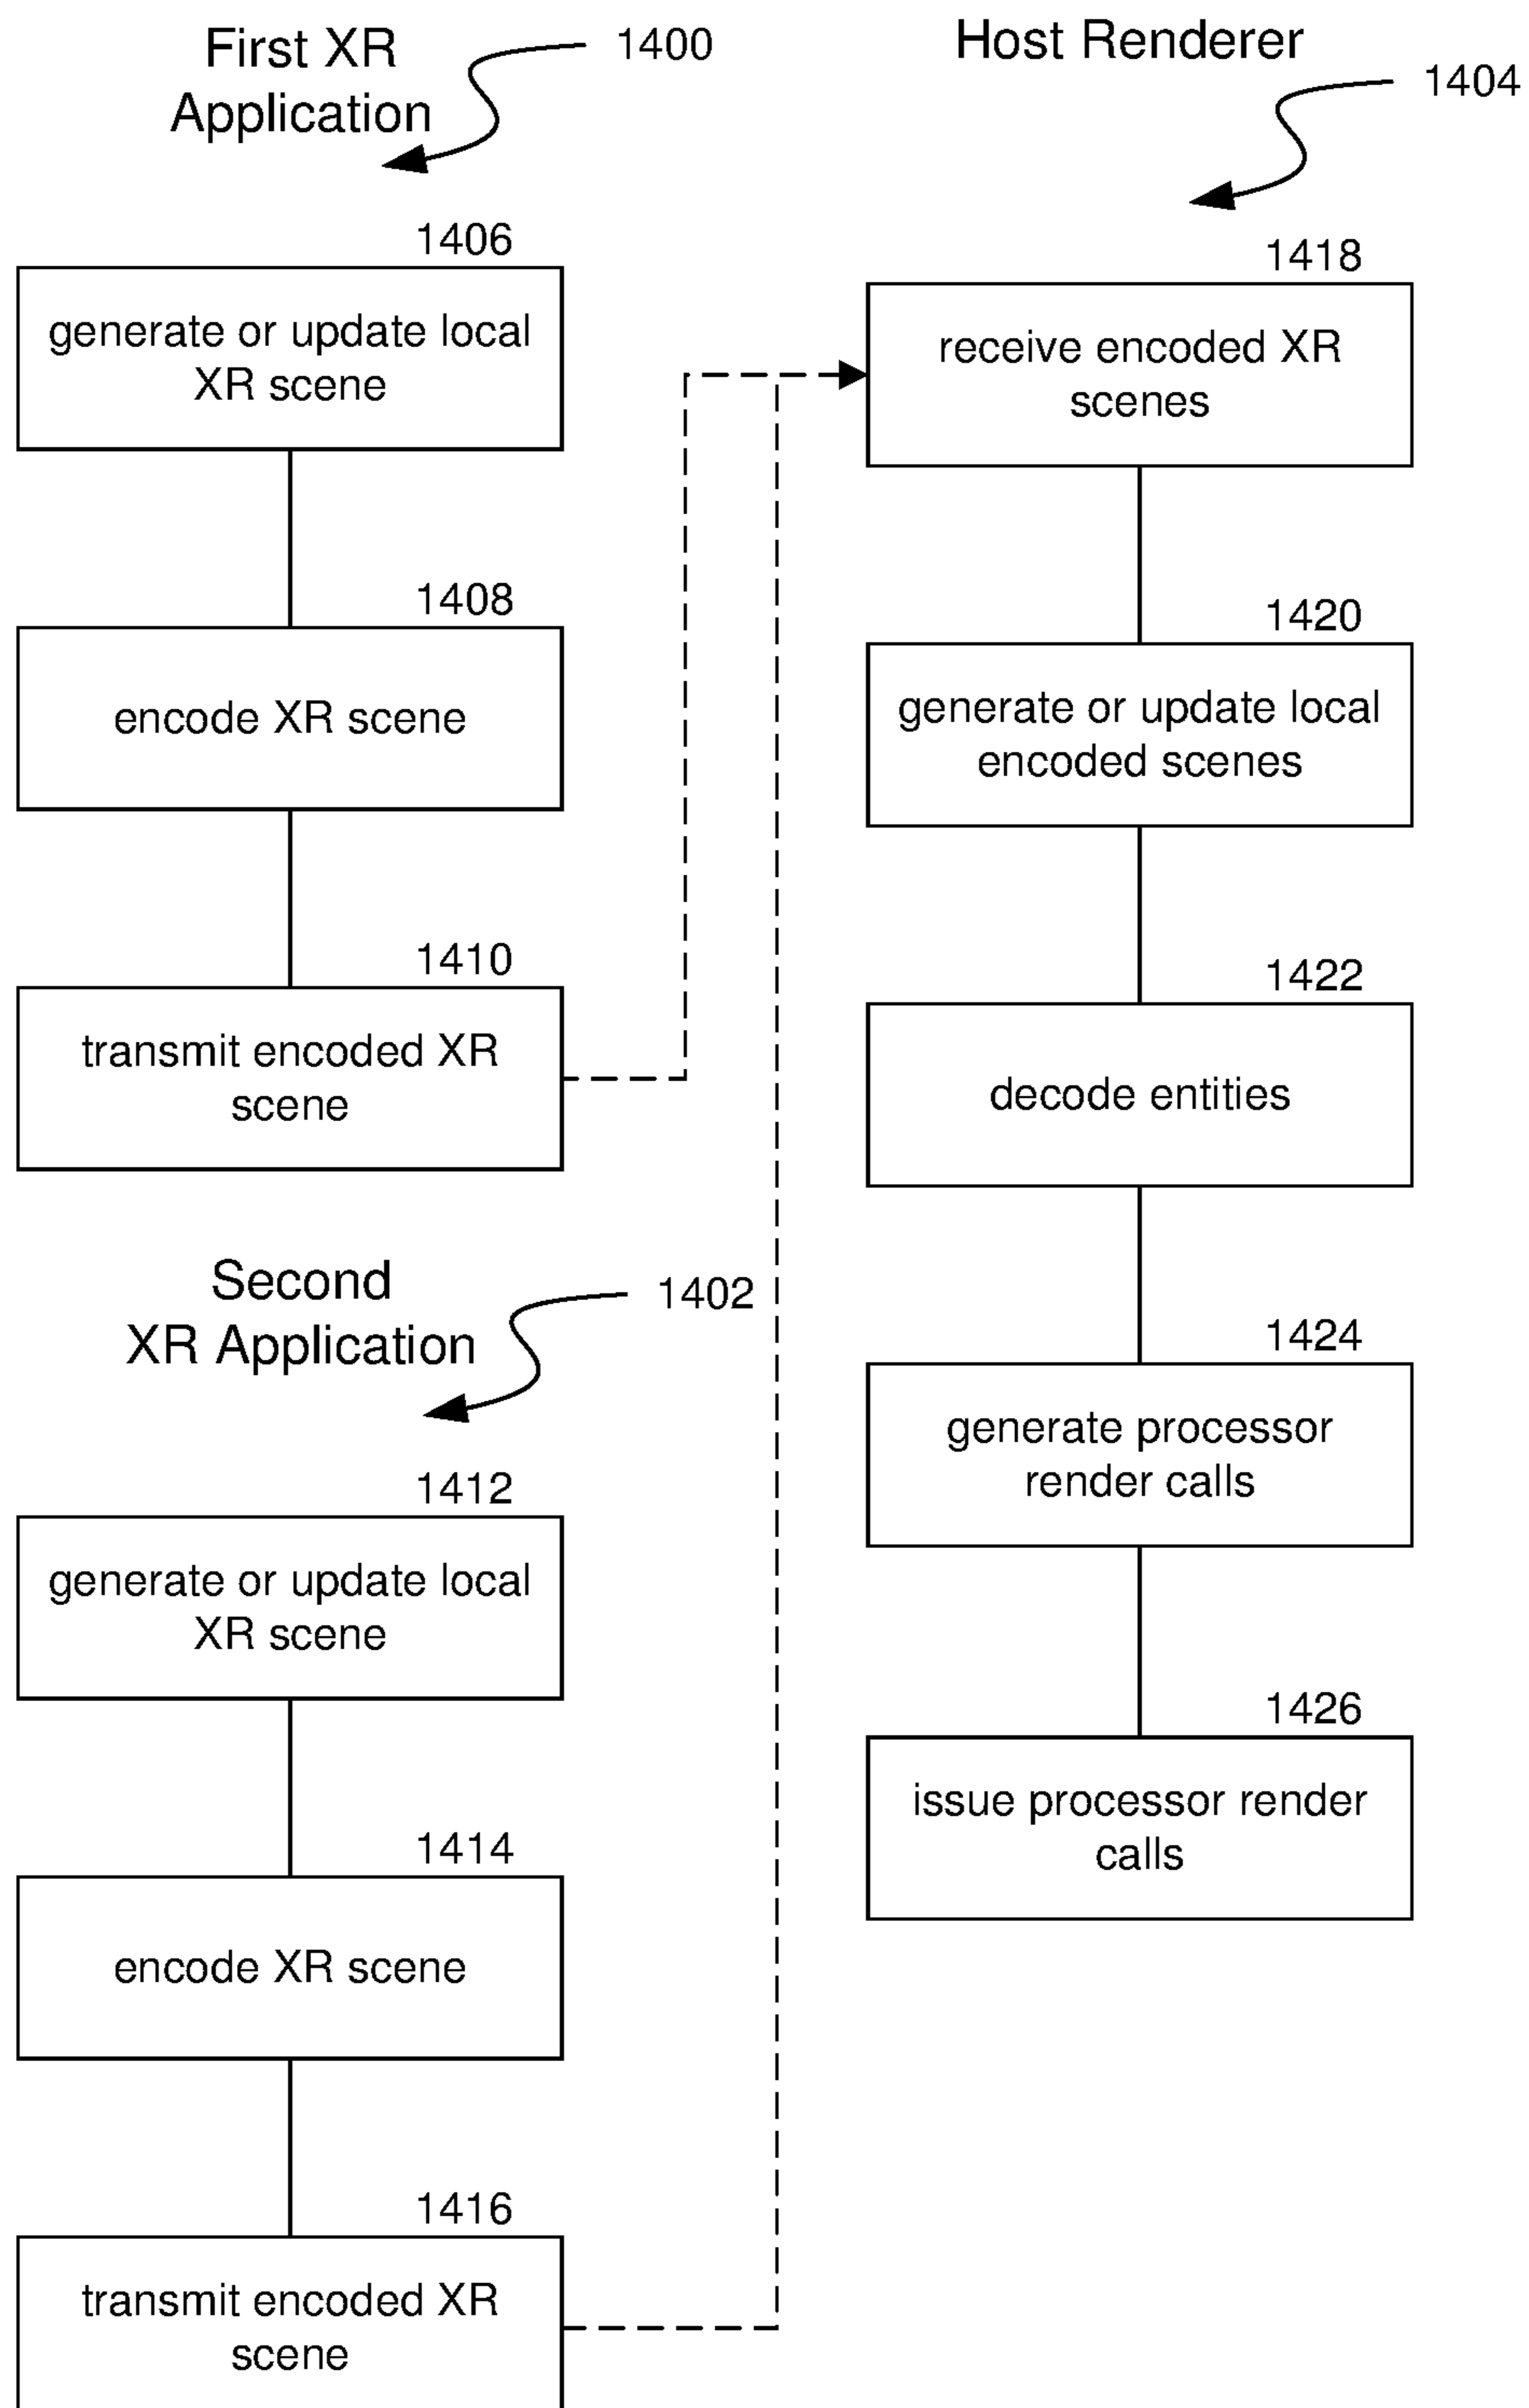 First XR
Application
1400
1406
generate or update local
XR scene
1408
encode XR scene
1410
transmit encoded XR
scene
Second
XR Application
1402
1412
generate or update local
XR scene
1414
encode XR scene
1416
transmit encoded XR
scene
Host Renderer
1404
1418
receive encoded XR
scenes
1420
generate or update local
encoded scenes
1422
decode entities
1424
generate processor
render calls
1426
issue processor render
calls